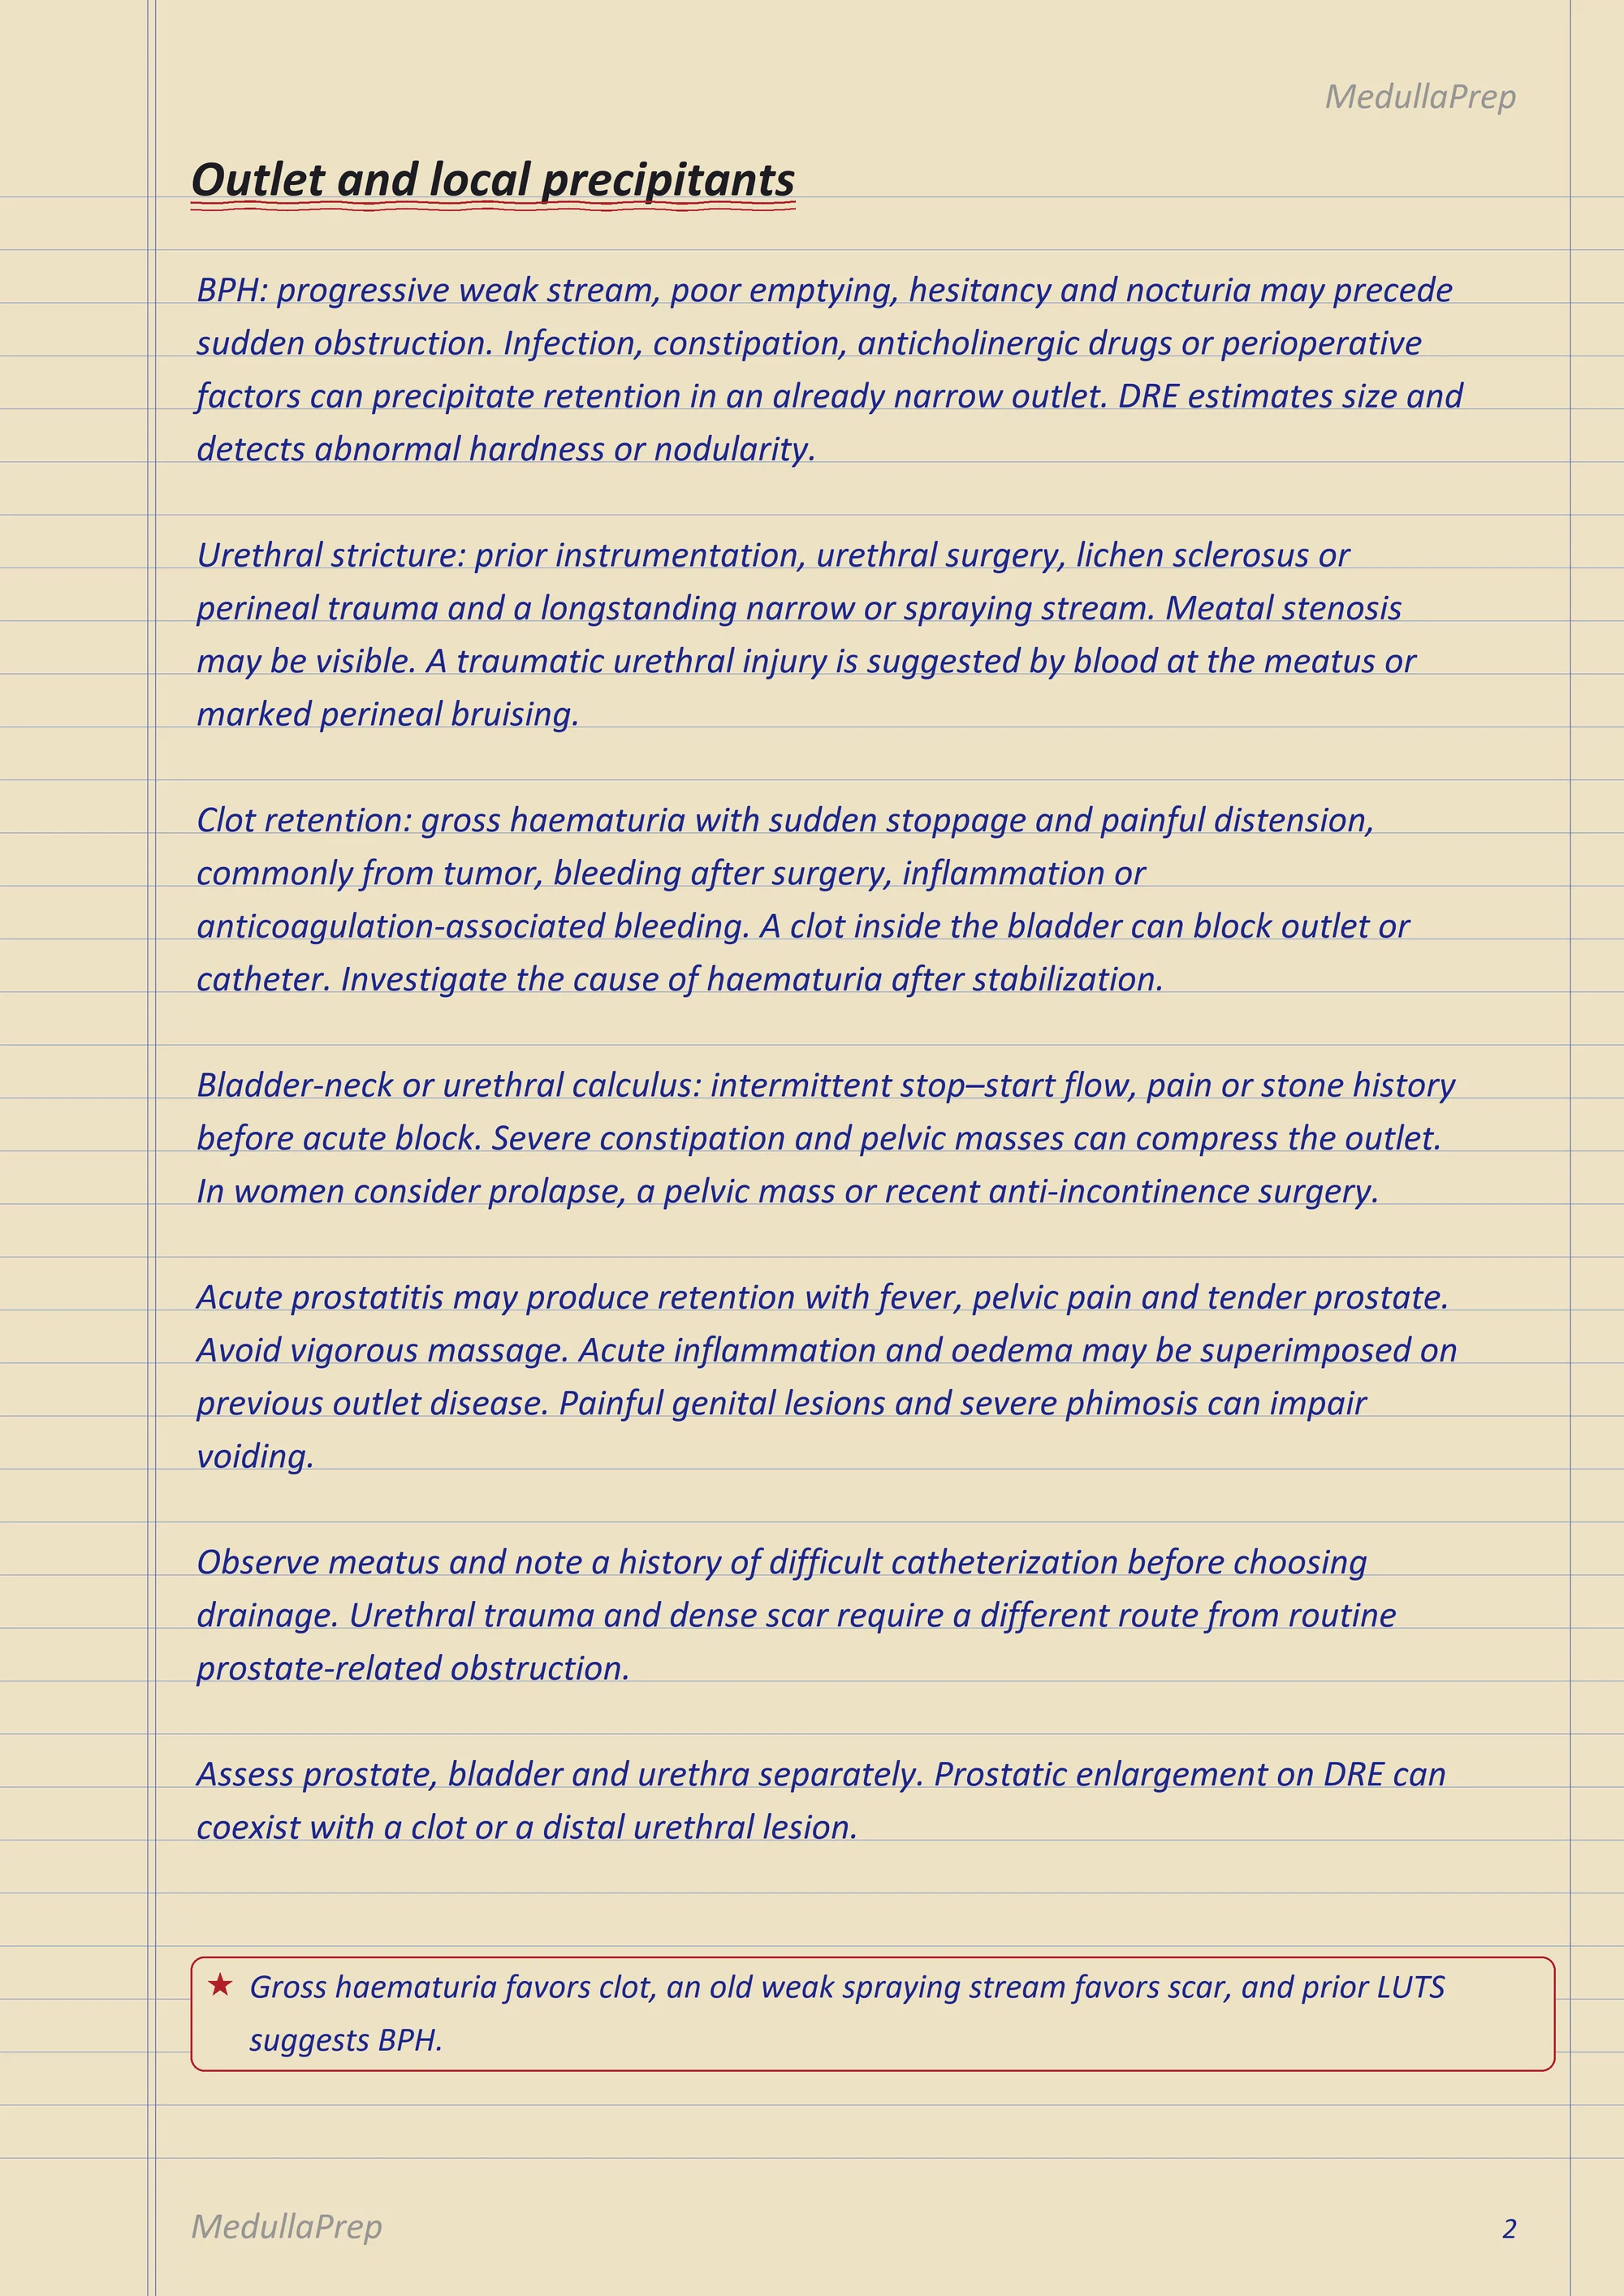 MedullaPrep
Outlet and local precipitants
BPH: progressive weak stream, poor emptying, hesitancy and nocturia may precede
sudden obstruction. Infection, constipation, anticholinergic drugs or perioperative
factors can precipitate retention in an already narrow outlet. DRE estimates size and
detects abnormal hardness or nodularity.
Urethral stricture: prior instrumentation, urethral surgery, lichen sclerosus or
perineal trauma and a longstanding narrow or spraying stream. Meatal stenosis
may be visible. A traumatic urethral injury is suggested by blood at the meatus or
marked perineal bruising.
Clot retention: gross haematuria with sudden stoppage and painful distension,
commonly from tumor, bleeding after surgery, inflammation or
anticoagulation-associated bleeding. A clot inside the bladder can block outlet or
catheter. Investigate the cause of haematuria after stabilization.
Bladder-neck or urethral calculus: intermittent stop–start flow, pain or stone history
before acute block. Severe constipation and pelvic masses can compress the outlet.
In women consider prolapse, a pelvic mass or recent anti-incontinence surgery.
Acute prostatitis may produce retention with fever, pelvic pain and tender prostate.
Avoid vigorous massage. Acute inflammation and oedema may be superimposed on
previous outlet disease. Painful genital lesions and severe phimosis can impair
voiding.
Observe meatus and note a history of difficult catheterization before choosing
drainage. Urethral trauma and dense scar require a different route from routine
prostate-related obstruction.
Assess prostate, bladder and urethra separately. Prostatic enlargement on DRE can
coexist with a clot or a distal urethral lesion.
★ Gross haematuria favors clot, an old weak spraying stream favors scar, and prior LUTS
suggests BPH.
MedullaPrep
2